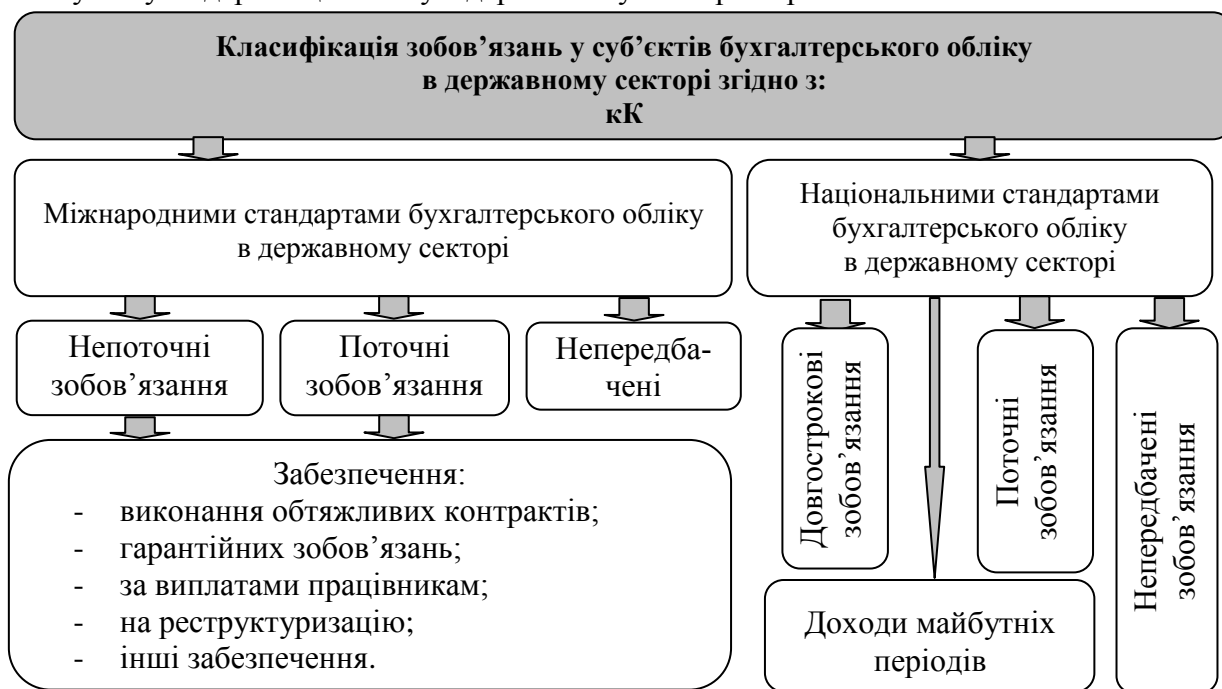 Класифікація зобов’язань у суб’єктів бухгалтерського обліку
в державному секторі згідно з:
кК
Міжнародними стандартами бухгалтерського обліку
в державному секторі
Національними стандартами
бухгалтерського обліку
в державному секторі
Непоточні
зобов’язання
Поточні
зобов’язання
Непередба-
чені
Довгострокові
зобов’язання
Поточні
зобов’язання
Непередбачені
зобов’язання
Забезпечення:
- виконання обтяжливих контрактів;
- гарантійних зобов’язань;
- за виплатами працівникам;
- на реструктуризацію;
- інші забезпечення.
Доходи майбутніх
періодів